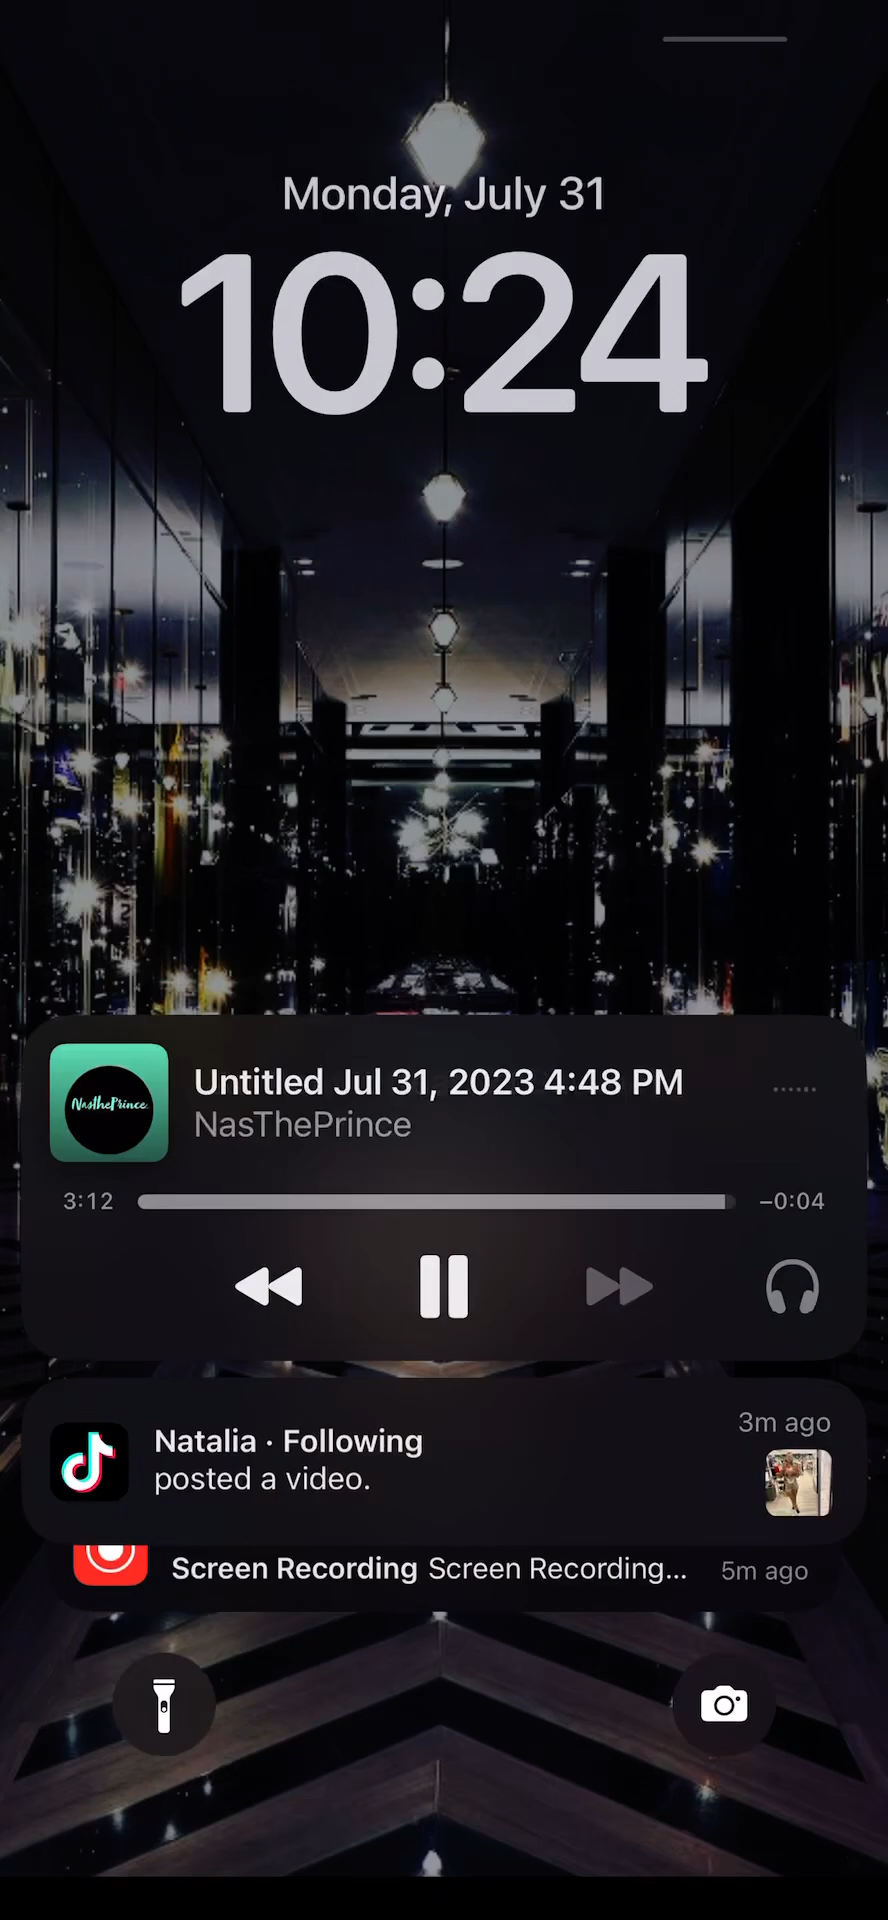 Monday, July 31
10:24
NasThePrince.
Untitled Jul 31, 2023 4:48 PM
NasThePrince
3:12
−0:04
Natalia · Following
3m ago
posted a video.
Screen Recording Screen Recording...
5m ago